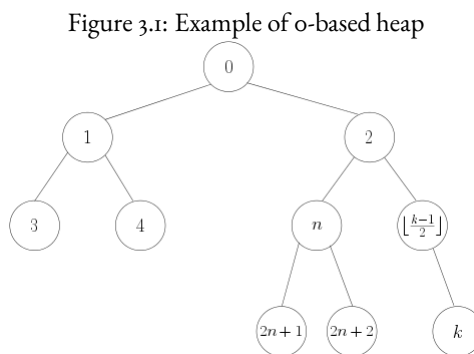 Figure 3.1: Example of 0-based heap
0
1 2
3 4 n ⌊(k−1)/2⌋
2n + 1 2n + 2 k